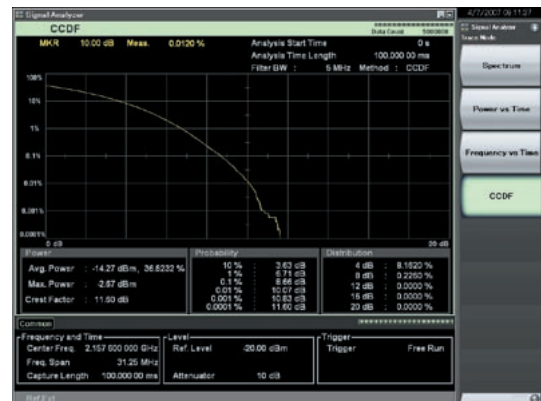 Signal Analyzer
4/7/2007 08:11:37
CCDF
Data Count 5000000
MKR 10.00 dB Meas. 0.0120 %
Analysis Start Time 0 s
Analysis Time Length 100.000 00 ms
Filter BW : 5 MHz Method : CCDF
100%
10%
1%
0.1%
0.01%
0.001%
0.0001%
0 dB 20 dB
Power
Avg. Power : -14.27 dBm, 36.5232 %
Max. Power : -2.67 dBm
Crest Factor : 11.60 dB
Probability
10 % : 3.63 dB
1 % : 6.71 dB
0.1 % : 8.66 dB
0.01 % : 10.07 dB
0.001 % : 10.83 dB
0.0001 % : 11.60 dB
Distribution
4 dB : 8.1620 %
8 dB : 0.2260 %
12 dB : 0.0000 %
16 dB : 0.0000 %
20 dB : 0.0000 %
Common
Frequency and Time
Center Freq. 2.157 600 000 GHz
Freq. Span 31.25 MHz
Capture Length 100.000 00 ms
Level
Ref. Level -20.00 dBm
Attenuator 10 dB
Trigger
Trigger Free Run
Ref.Ext
Signal Analyzer
Trace Mode
Spectrum
Power vs Time
Frequency vs Time
CCDF